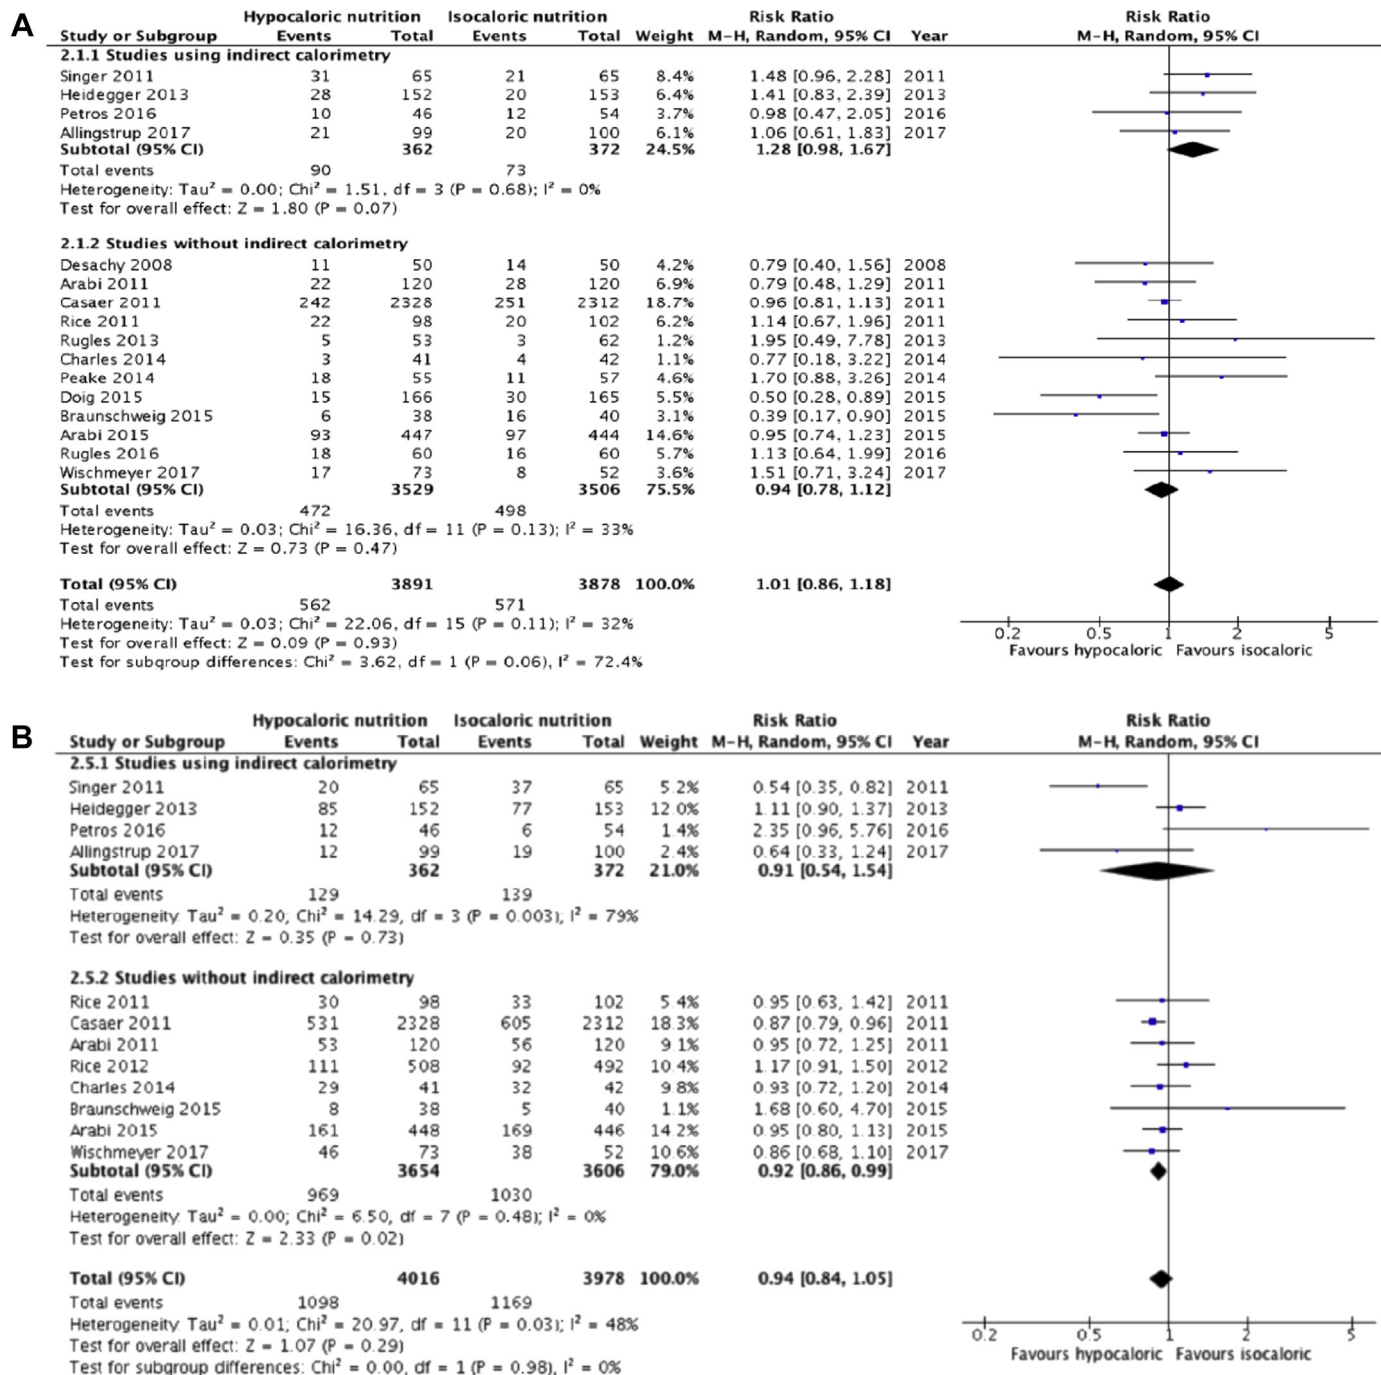 A
Hypocaloric nutrition Isocaloric nutrition Risk Ratio Risk Ratio
Study or Subgroup Events Total Events Total Weight M-H, Random, 95% CI Year M-H, Random, 95% CI
2.1.1 Studies using indirect calorimetry
Singer 2011 31 65 21 65 8.4% 1.48 [0.96, 2.28] 2011
Heidegger 2013 28 152 20 153 6.4% 1.41 [0.83, 2.39] 2013
Petros 2016 10 46 12 54 3.7% 0.98 [0.47, 2.05] 2016
Allingstrup 2017 21 99 20 100 6.1% 1.06 [0.61, 1.83] 2017
Subtotal (95% CI) 362 372 24.5% 1.28 [0.98, 1.67]
Total events 90 73
Heterogeneity: Tau² = 0.00; Chi² = 1.51, df = 3 (P = 0.68); I² = 0%
Test for overall effect: Z = 1.80 (P = 0.07)
2.1.2 Studies without indirect calorimetry
Desachy 2008 11 50 14 50 4.2% 0.79 [0.40, 1.56] 2008
Arabi 2011 22 120 28 120 6.9% 0.79 [0.48, 1.29] 2011
Casaer 2011 242 2328 251 2312 18.7% 0.96 [0.81, 1.13] 2011
Rice 2011 22 98 20 102 6.2% 1.14 [0.67, 1.96] 2011
Rugles 2013 5 53 3 62 1.2% 1.95 [0.49, 7.78] 2013
Charles 2014 3 41 4 42 1.1% 0.77 [0.18, 3.22] 2014
Peake 2014 18 55 11 57 4.6% 1.70 [0.88, 3.26] 2014
Doig 2015 15 166 30 165 5.5% 0.50 [0.28, 0.89] 2015
Braunschweig 2015 6 38 16 40 3.1% 0.39 [0.17, 0.90] 2015
Arabi 2015 93 447 97 444 14.6% 0.95 [0.74, 1.23] 2015
Rugles 2016 18 60 16 60 5.7% 1.13 [0.64, 1.99] 2016
Wischmeyer 2017 17 73 8 52 3.6% 1.51 [0.71, 3.24] 2017
Subtotal (95% CI) 3529 3506 75.5% 0.94 [0.78, 1.12]
Total events 472 498
Heterogeneity: Tau² = 0.03; Chi² = 16.36, df = 11 (P = 0.13); I² = 33%
Test for overall effect: Z = 0.73 (P = 0.47)
Total (95% CI) 3891 3878 100.0% 1.01 [0.86, 1.18]
Total events 562 571
Heterogeneity: Tau² = 0.03; Chi² = 22.06, df = 15 (P = 0.11); I² = 32%
Test for overall effect: Z = 0.09 (P = 0.93)
Test for subgroup differences: Chi² = 3.62, df = 1 (P = 0.06), I² = 72.4%
0.2 0.5 1 2 5
Favours hypocaloric Favours isocaloric
B
Hypocaloric nutrition Isocaloric nutrition Risk Ratio Risk Ratio
Study or Subgroup Events Total Events Total Weight M-H, Random, 95% CI Year M-H, Random, 95% CI
2.5.1 Studies using indirect calorimetry
Singer 2011 20 65 37 65 5.2% 0.54 [0.35, 0.82] 2011
Heidegger 2013 85 152 77 153 12.0% 1.11 [0.90, 1.37] 2013
Petros 2016 12 46 6 54 1.4% 2.35 [0.96, 5.76] 2016
Allingstrup 2017 12 99 19 100 2.4% 0.64 [0.33, 1.24] 2017
Subtotal (95% CI) 362 372 21.0% 0.91 [0.54, 1.54]
Total events 129 139
Heterogeneity: Tau² = 0.20; Chi² = 14.29, df = 3 (P = 0.003); I² = 79%
Test for overall effect: Z = 0.35 (P = 0.73)
2.5.2 Studies without indirect calorimetry
Rice 2011 30 98 33 102 5.4% 0.95 [0.63, 1.42] 2011
Casaer 2011 531 2328 605 2312 18.3% 0.87 [0.79, 0.96] 2011
Arabi 2011 53 120 56 120 9.1% 0.95 [0.72, 1.25] 2011
Rice 2012 111 508 92 492 10.4% 1.17 [0.91, 1.50] 2012
Charles 2014 29 41 32 42 9.8% 0.93 [0.72, 1.20] 2014
Braunschweig 2015 8 38 5 40 1.1% 1.68 [0.60, 4.70] 2015
Arabi 2015 161 448 169 446 14.2% 0.95 [0.80, 1.13] 2015
Wischmeyer 2017 46 73 38 52 10.6% 0.86 [0.68, 1.10] 2017
Subtotal (95% CI) 3654 3606 79.0% 0.92 [0.86, 0.99]
Total events 969 1030
Heterogeneity: Tau² = 0.00; Chi² = 6.50, df = 7 (P = 0.48); I² = 0%
Test for overall effect: Z = 2.33 (P = 0.02)
Total (95% CI) 4016 3978 100.0% 0.94 [0.84, 1.05]
Total events 1098 1169
Heterogeneity: Tau² = 0.01; Chi² = 20.97, df = 11 (P = 0.03); I² = 48%
Test for overall effect: Z = 1.07 (P = 0.29)
Test for subgroup differences: Chi² = 0.00, df = 1 (P = 0.98), I² = 0%
0.2 0.5 1 2 5
Favours hypocaloric Favours isocaloric